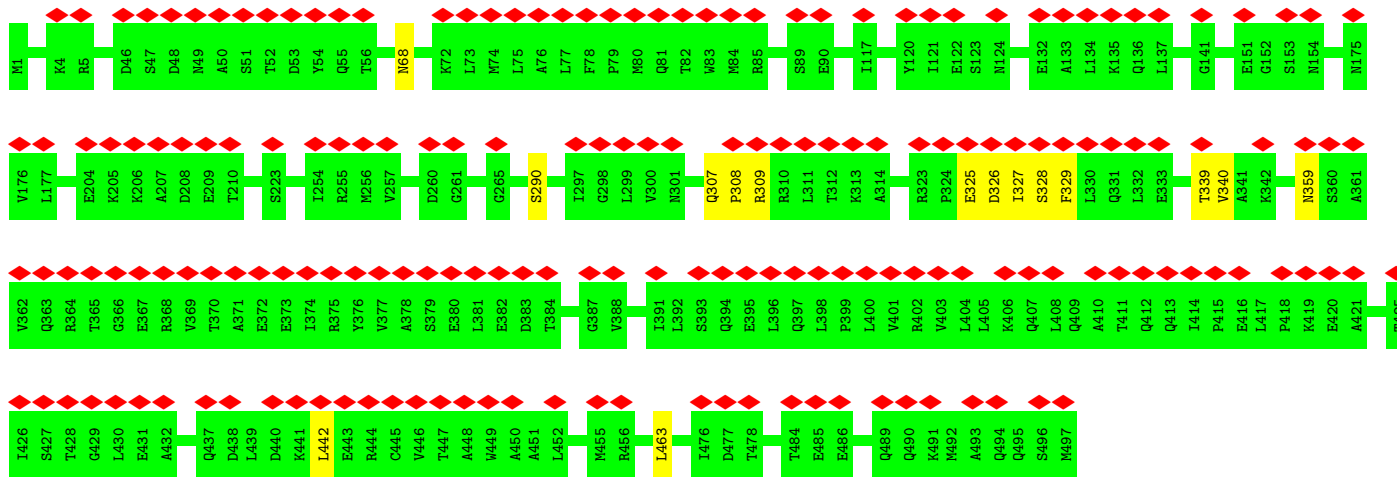 M1 K4 R5 D46 S47 D48 N49 A50 S51 T52 D53 Y54 Q55 T56 N68 K72 L73 M74 L75 A76 L77 F78 P79 M80 Q81 T82 W83 M84 R85 S89 E90 I117 Y120 I121 E122 S123 N124 E132 A133 L134 K135 Q136 L137 G141 E151 G152 S153 N154 N175
V176 L177 E204 K205 K206 A207 D208 E209 T210 S223 I254 R255 M256 V257 D260 G261 G265 S290 I297 G298 L299 V300 N301 Q307 P308 R309 R310 L311 T312 K313 A314 R323 P324 E325 D326 I327 S328 F329 L330 Q331 L332 E333 T339 V340 A341 K342 N359 S360 A361
V362 Q363 R364 T365 G366 E367 R368 V369 T370 A371 E372 E373 I374 R375 Y376 V377 A378 S379 E380 L381 E382 D383 T384 G387 V388 I391 L392 S393 Q394 E395 L396 Q397 L398 P399 L400 V401 R402 V403 L404 L405 K406 Q407 L408 Q409 A410 T411 Q412 Q413 I414 P415 E416 L417 P418 K419 E420 A421
I426 S427 T428 G429 L430 E431 A432 Q437 D438 L439 D440 K441 L442 E443 R444 C445 V446 T447 A448 W449 A450 A451 L452 M455 R456 L463 I476 D477 T478 T484 E485 E486 Q489 Q490 K491 M492 A493 Q494 Q495 S496 M497